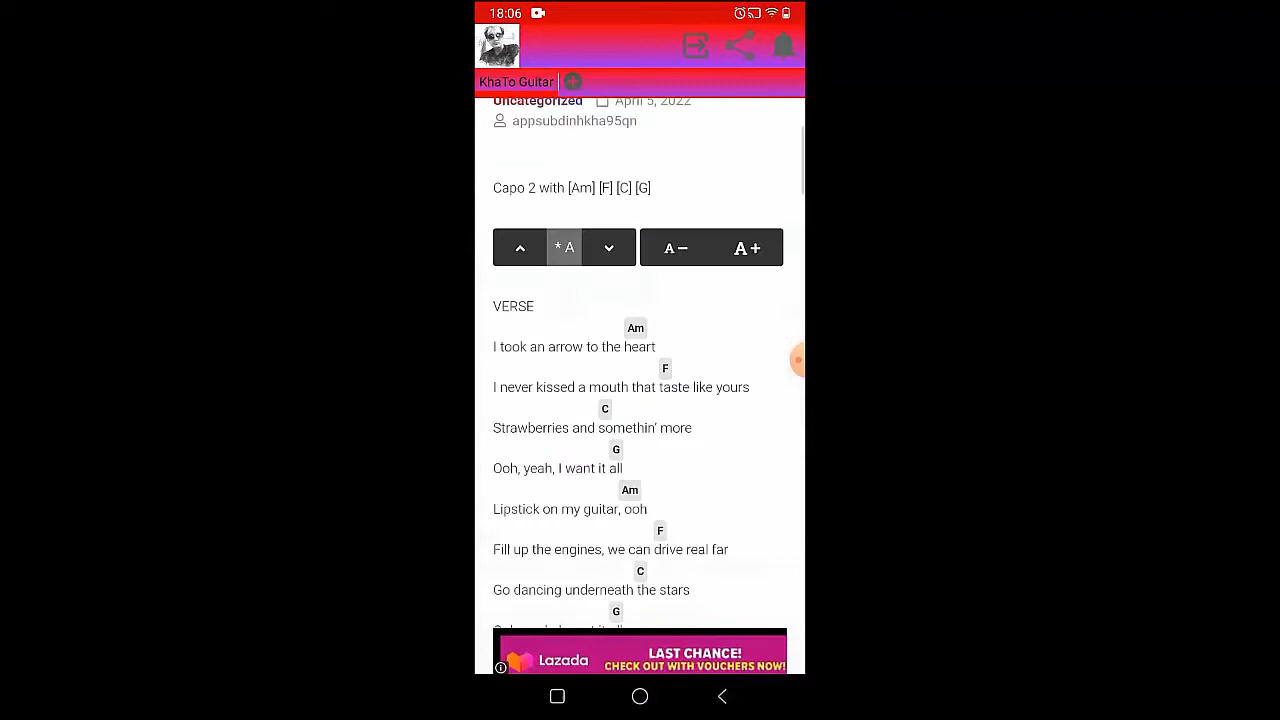 18:06
KhaTo Guitar
Uncategorized April 5, 2022
appsubdinhkha95qn
Capo 2 with [Am] [F] [C] [G]
* A A− A+
VERSE
Am
I took an arrow to the heart
F
I never kissed a mouth that taste like yours
C
Strawberries and somethin' more
G
Ooh, yeah, I want it all
Am
Lipstick on my guitar, ooh
F
Fill up the engines, we can drive real far
C
Go dancing underneath the stars
G
Lazada
LAST CHANCE!
CHECK OUT WITH VOUCHERS NOW!